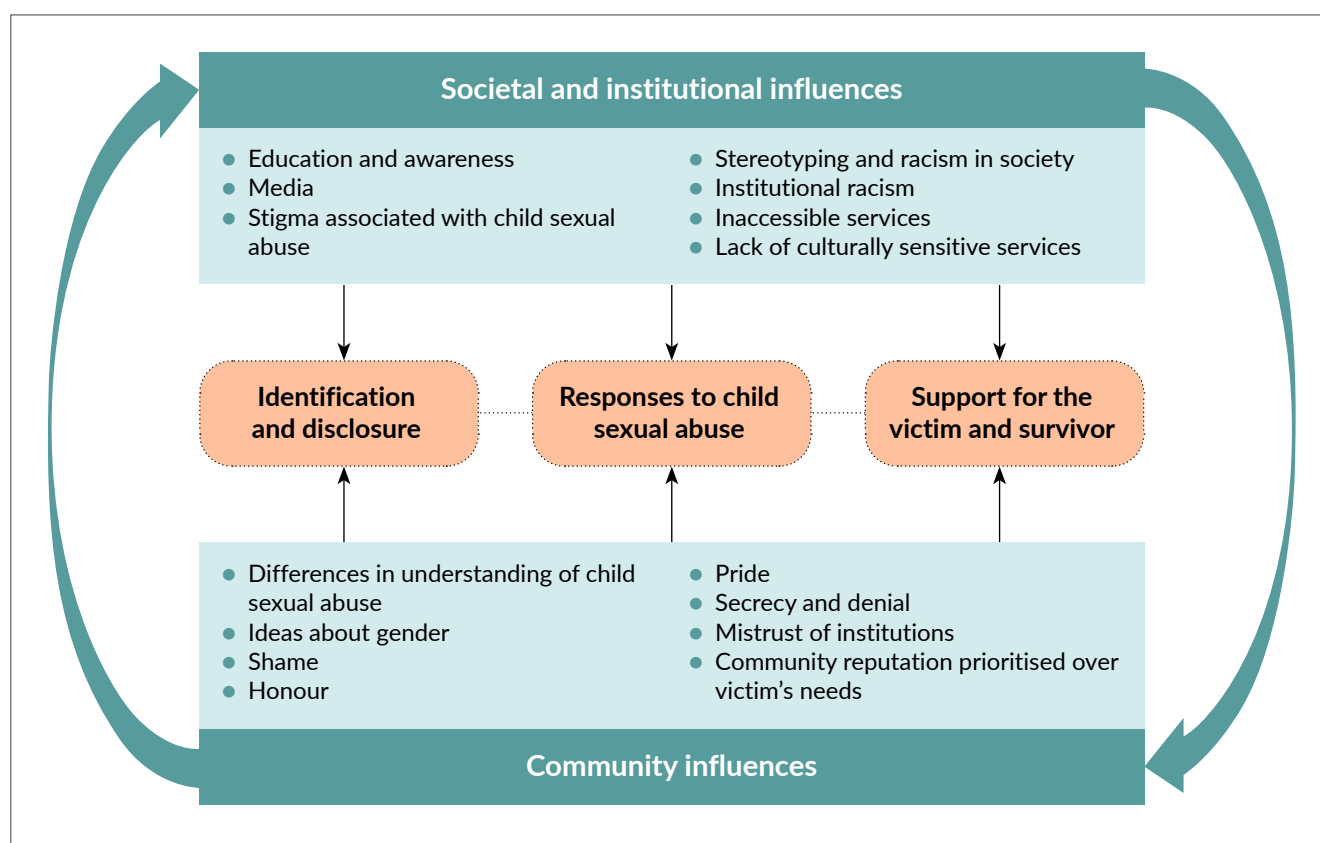 Societal and institutional influences
● Education and awareness
● Media
● Stigma associated with child sexual
abuse
● Stereotyping and racism in society
● Institutional racism
● Inaccessible services
● Lack of culturally sensitive services
Identification
and disclosure
Responses to child
sexual abuse
Support for the
victim and survivor
● Differences in understanding of child
sexual abuse
● Ideas about gender
● Shame
● Honour
● Pride
● Secrecy and denial
● Mistrust of institutions
● Community reputation prioritised over
victim’s needs
Community influences